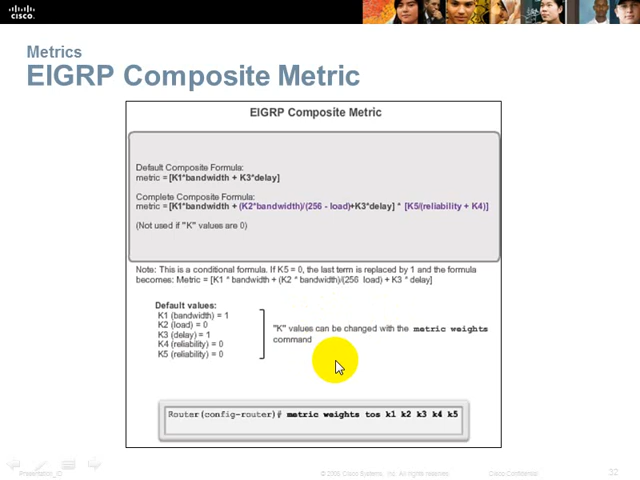 CISCO
Metrics
EIGRP Composite Metric
EIGRP Composite Metric
Default Composite Formula:
metric = [K1*bandwidth + K3*delay]
Complete Composite Formula:
metric = [K1*bandwidth + (K2*bandwidth)/(256 - load)+K3*delay] * [K5/(reliability + K4)]
(Not used if "K" values are 0)
Note: This is a conditional formula. If K5 = 0, the last term is replaced by 1 and the formula
becomes: Metric = [K1 * bandwidth + (K2 * bandwidth)/(256 load) + K3 * delay]
Default values:
K1 (bandwidth) = 1
K2 (load) = 0
K3 (delay) = 1
K4 (reliability) = 0
K5 (reliability) = 0
"K" values can be changed with the metric weights
command
Router(config-router)# metric weights tos k1 k2 k3 k4 k5
Presentation_ID
Cisco Systems, Inc. All rights reserved.
Cisco Confidential
32